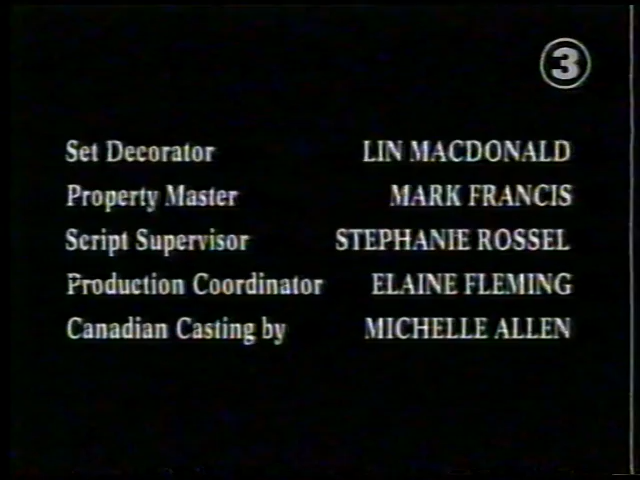 3
Set Decorator LIN MACDONALD
Property Master MARK FRANCIS
Script Supervisor STEPHANIE ROSSEL
Production Coordinator ELAINE FLEMING
Canadian Casting by MICHELLE ALLEN